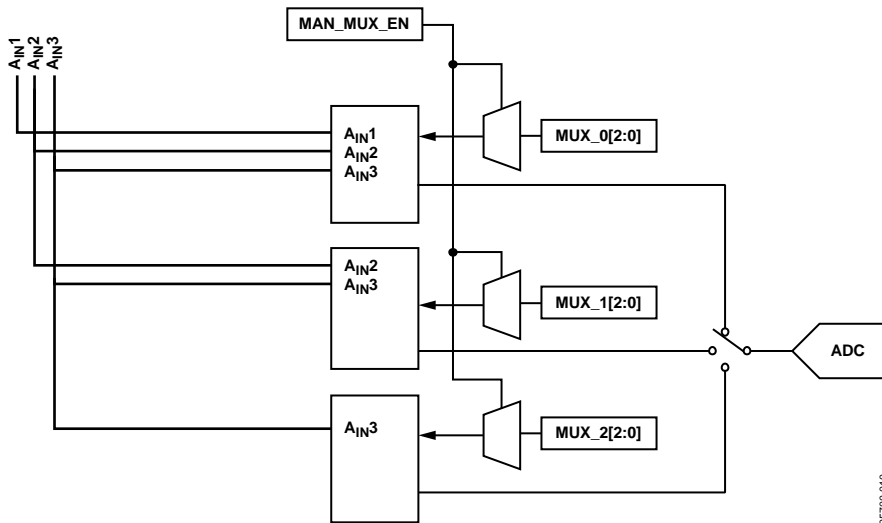 MAN_MUX_EN
AIN1
AIN2
AIN3
AIN1
AIN2
AIN3
MUX_0[2:0]
AIN2
AIN3
MUX_1[2:0]
ADC
AIN3
MUX_2[2:0]